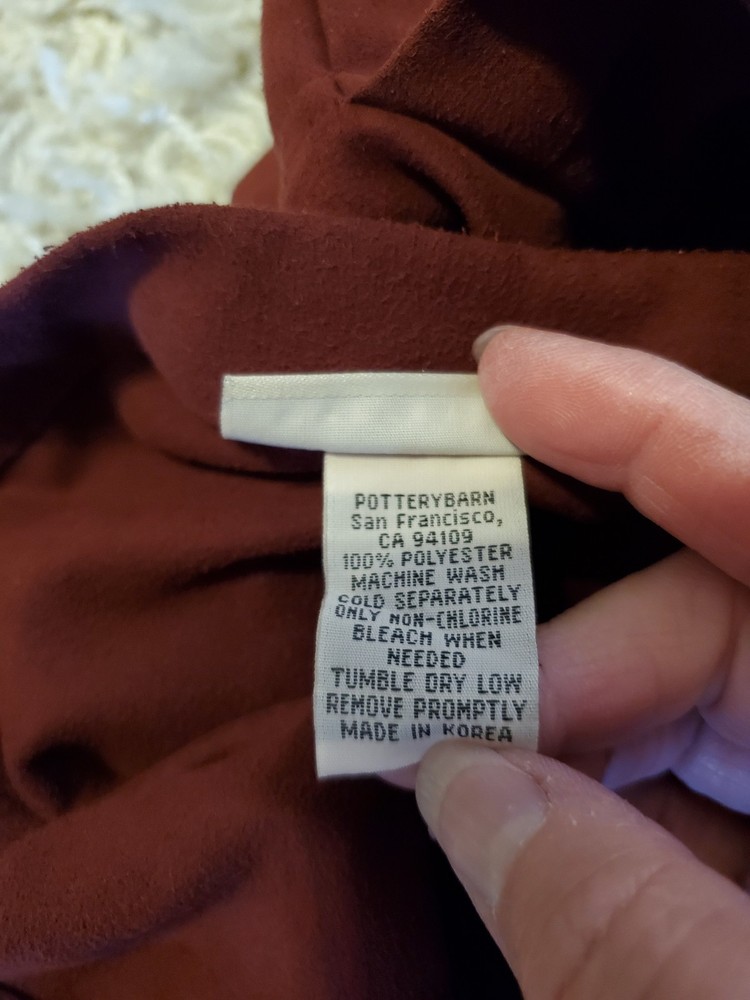 POTTERYBARN
San Francisco,
CA 94109
100% POLYESTER
MACHINE WASH
COLD SEPARATELY
ONLY NON-CHLORINE
BLEACH WHEN
NEEDED
TUMBLE DRY LOW
REMOVE PROMPTLY
MADE IN KOREA